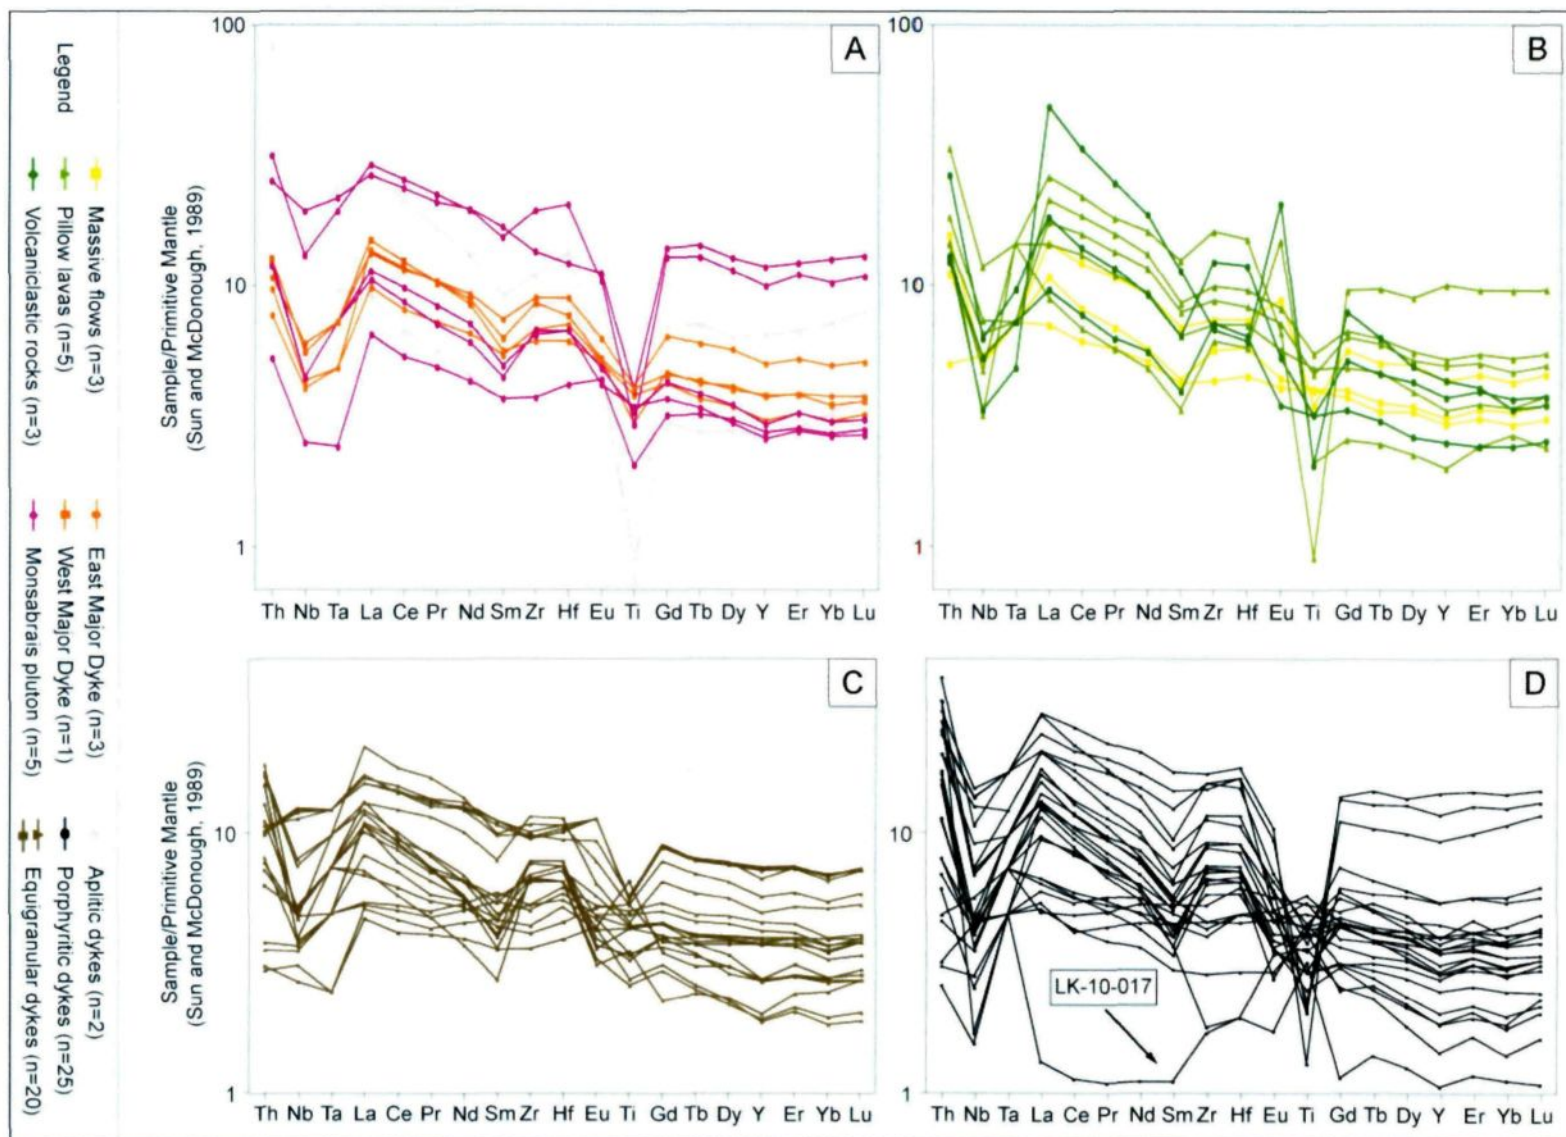 Legend
Massive flows (n=3)
Pillow lavas (n=5)
Volcaniclastic rocks (n=3)
East Major Dyke (n=3)
West Major Dyke (n=1)
Monsabrais pluton (n=5)
Aplitic dykes (n=2)
Porphyritic dykes (n=25)
Equigranular dykes (n=20)
A
Sample/Primitive Mantle
(Sun and McDonough, 1989)
100
10
1
Th Nb Ta La Ce Pr Nd Sm Zr Hf Eu Ti Gd Tb Dy Y Er Yb Lu
B
100
10
1
Th Nb Ta La Ce Pr Nd Sm Zr Hf Eu Ti Gd Tb Dy Y Er Yb Lu
C
Sample/Primitive Mantle
(Sun and McDonough, 1989)
10
1
Th Nb Ta La Ce Pr Nd Sm Zr Hf Eu Ti Gd Tb Dy Y Er Yb Lu
D
10
LK-10-017
1
Th Nb Ta La Ce Pr Nd Sm Zr Hf Eu Ti Gd Tb Dy Y Er Yb Lu